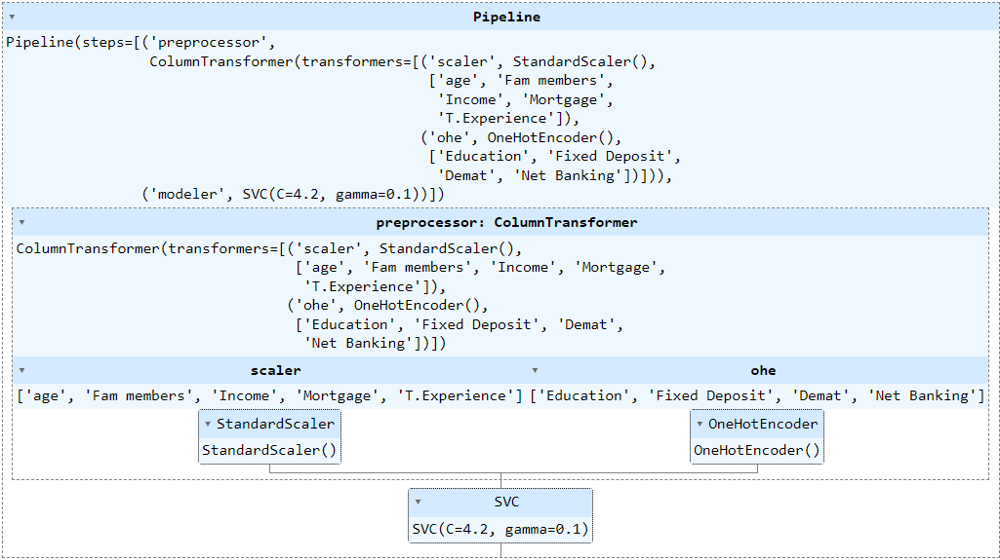 Pipeline
Pipeline(steps=[('preprocessor',
ColumnTransformer(transformers=[('scaler', StandardScaler(),
['age', 'Fam members',
'Income', 'Mortgage',
'T.Experience']),
('ohe', OneHotEncoder(),
['Education', 'Fixed Deposit',
'Demat', 'Net Banking'])])),
('modeler', SVC(C=4.2, gamma=0.1))])
preprocessor: ColumnTransformer
ColumnTransformer(transformers=[('scaler', StandardScaler(),
['age', 'Fam members', 'Income', 'Mortgage',
'T.Experience']),
('ohe', OneHotEncoder(),
['Education', 'Fixed Deposit', 'Demat',
'Net Banking'])])
scaler
['age', 'Fam members', 'Income', 'Mortgage', 'T.Experience']
StandardScaler
StandardScaler()
ohe
['Education', 'Fixed Deposit', 'Demat', 'Net Banking']
OneHotEncoder
OneHotEncoder()
SVC
SVC(C=4.2, gamma=0.1)